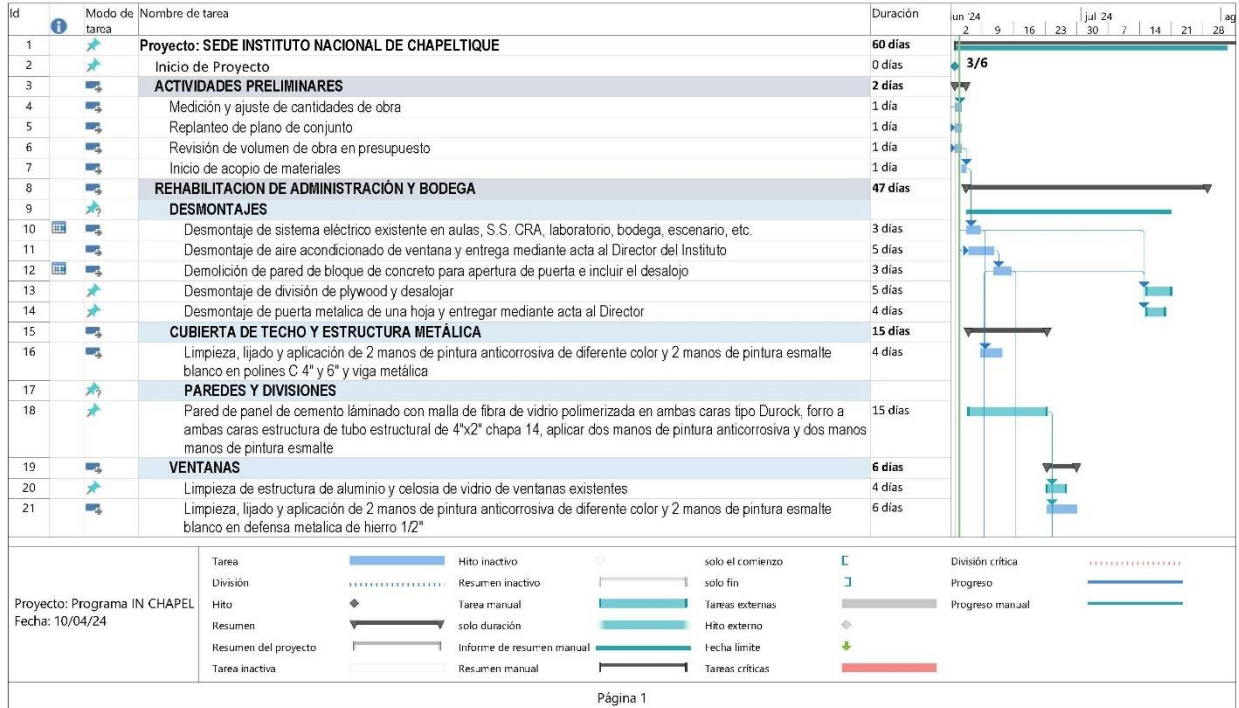 Id Modo de tarea Nombre de tarea Duración jun '24 jul '24 ag
2 9 16 23 30 7 14 21 28
1 Proyecto: SEDE INSTITUTO NACIONAL DE CHAPELTIQUE 60 días
2 Inicio de Proyecto 0 días 3/6
3 ACTIVIDADES PRELIMINARES 2 días
4 Medición y ajuste de cantidades de obra 1 día
5 Replanteo de plano de conjunto 1 día
6 Revisión de volumen de obra en presupuesto 1 día
7 Inicio de acopio de materiales 1 día
8 REHABILITACION DE ADMINISTRACIÓN Y BODEGA 47 días
9 DESMONTAJES
10 Desmontaje de sistema eléctrico existente en aulas, S.S. CRA, laboratorio, bodega, escenario, etc. 3 días
11 Desmontaje de aire acondicionado de ventana y entrega mediante acta al Director del Instituto 5 días
12 Demolición de pared de bloque de concreto para apertura de puerta e incluir el desalojo 3 días
13 Desmontaje de división de plywood y desalojar 5 días
14 Desmontaje de puerta metalica de una hoja y entregar mediante acta al Director 4 días
15 CUBIERTA DE TECHO Y ESTRUCTURA METÁLICA 15 días
16 Limpieza, lijado y aplicación de 2 manos de pintura anticorrosiva de diferente color y 2 manos de pintura esmalte 4 días
blanco en polines C 4" y 6" y viga metálica
17 PAREDES Y DIVISIONES
18 Pared de panel de cemento láminado con malla de fibra de vidrio polimerizada en ambas caras tipo Durock, forro a 15 días
ambas caras estructura de tubo estructural de 4"x2" chapa 14, aplicar dos manos de pintura anticorrosiva y dos manos
manos de pintura esmalte
19 VENTANAS 6 días
20 Limpieza de estructura de aluminio y celosia de vidrio de ventanas existentes 4 días
21 Limpieza, lijado y aplicación de 2 manos de pintura anticorrosiva de diferente color y 2 manos de pintura esmalte 6 días
blanco en defensa metalica de hierro 1/2"
Proyecto: Programa IN CHAPEL
Fecha: 10/04/24
Tarea Hito inactivo solo el comienzo División crítica
División Resumen inactivo solo fin Progreso
Hito Tarea manual Tareas externas Progreso manual
Resumen solo duración Hito externo
Resumen del proyecto Informe de resumen manual Fecha límite
Tarea inactiva Resumen manual Tareas críticas
Página 1